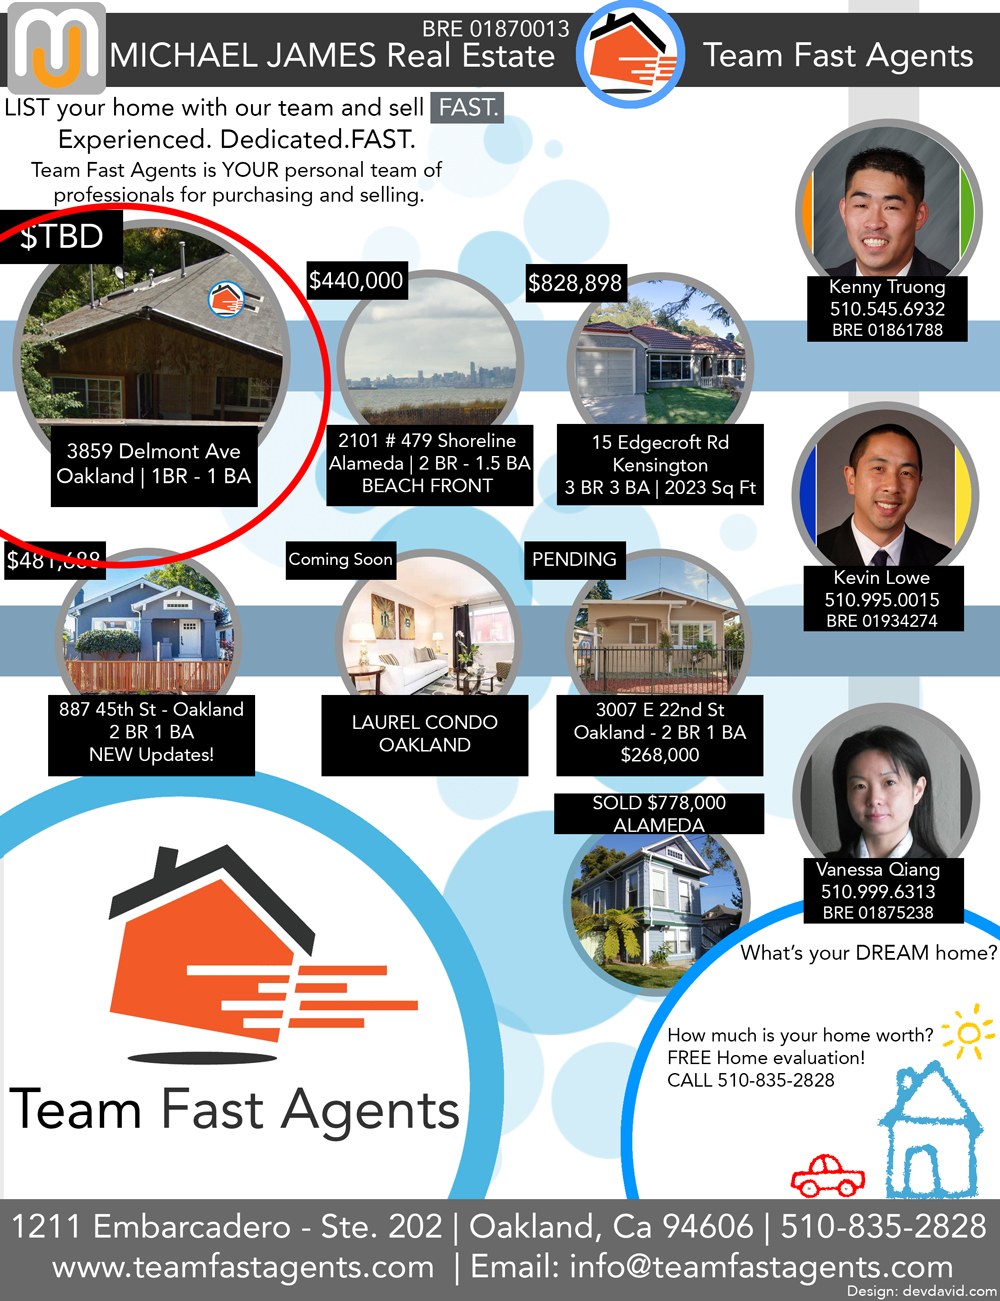 BRE 01870013
MICHAEL JAMES Real Estate
Team Fast Agents
LIST your home with our team and sell FAST.
Experienced. Dedicated.FAST.
Team Fast Agents is YOUR personal team of
professionals for purchasing and selling.
$TBD
3859 Delmont Ave
Oakland | 1BR - 1 BA
$440,000
2101 # 479 Shoreline
Alameda | 2 BR - 1.5 BA
BEACH FRONT
$828,898
15 Edgecroft Rd
Kensington
3 BR 3 BA | 2023 Sq Ft
Kenny Truong
510.545.6932
BRE 01861788
Kevin Lowe
510.995.0015
BRE 01934274
$481,688
887 45th St - Oakland
2 BR 1 BA
NEW Updates!
Coming Soon
LAUREL CONDO
OAKLAND
PENDING
3007 E 22nd St
Oakland - 2 BR 1 BA
$268,000
SOLD $778,000
ALAMEDA
Vanessa Qiang
510.999.6313
BRE 01875238
What's your DREAM home?
How much is your home worth?
FREE Home evaluation!
CALL 510-835-2828
Team Fast Agents
1211 Embarcadero - Ste. 202 | Oakland, Ca 94606 | 510-835-2828
www.teamfastagents.com | Email: info@teamfastagents.com
Design: devdavid.com